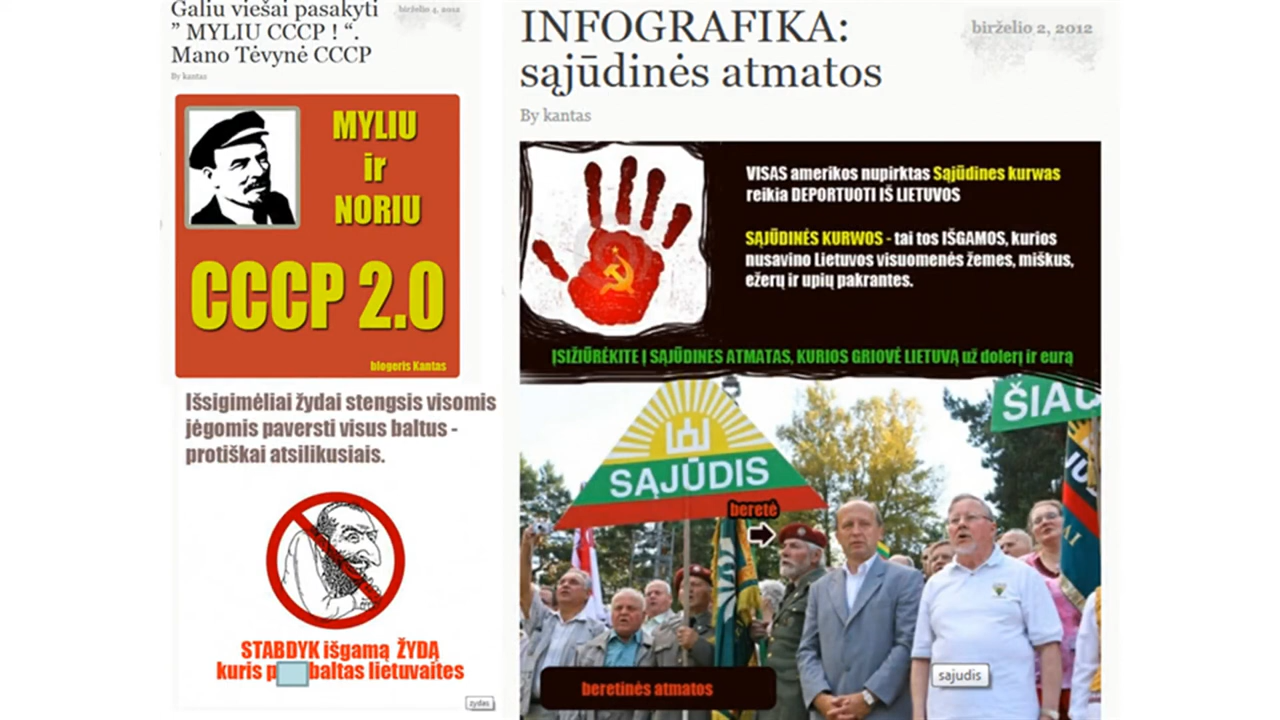 Galiu viešai pasakyti
” MYLIU CCCP ! “.
Mano Tėvynė CCCP
birželio 4, 2012
By kantas
MYLIU
ir
NORIU
CCCP 2.0
blogeris Kantas
Išsigimėliai žydai stengsis visomis
jėgomis paversti visus baltus -
protiškai atsilikusiais.
STABDYK išgamą ŽYDĄ
kuris p baltas lietuvaites
zydas
INFOGRAFIKA:
sąjūdinės atmatos
birželio 2, 2012
By kantas
VISAS amerikos nupirktas Sąjūdines kurwas
reikia DEPORTUOTI IŠ LIETUVOS
SĄJŪDINĖS KURWOS - tai tos IŠGAMOS, kurios
nusavino Lietuvos visuomenės žemes, miškus,
ežerų ir upių pakrantes.
ĮSIŽIŪRĖKITE Į SĄJŪDINES ATMATAS, KURIOS GRIOVĖ LIETUVĄ už dolerį ir eurą
SĄJŪDIS
ŠIAU
beretė
beretinės atmatos
sajudis